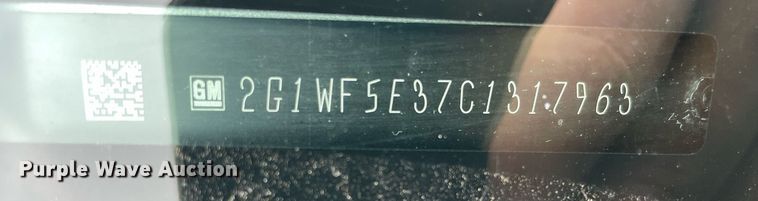 GM 2G1WF5E37C1317963
Purple Wave Auction